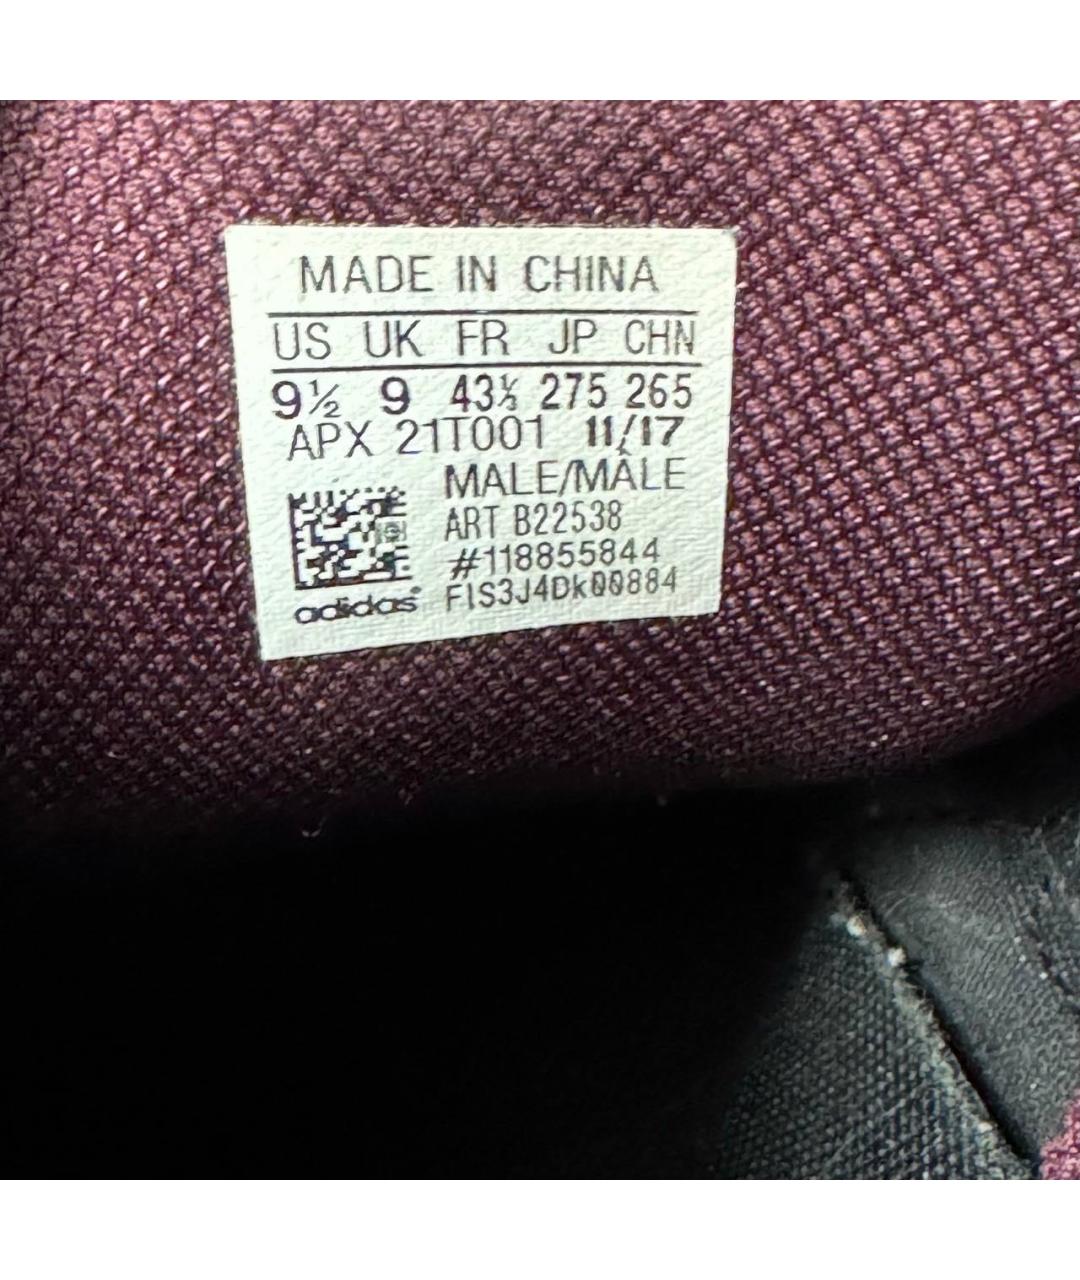 MADE IN CHINA
US UK FR JP CHN
9½ 9 43⅓ 275 265
APX 21T001 11/17
MALE/MÂLE
ART B22538
#118855844
F1S3J4Dk00884
adidas®